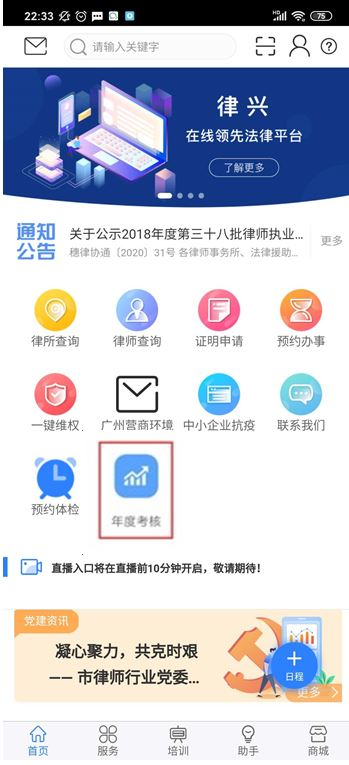 22:33
HD
75
请输入关键字
律兴
在线领先法律平台
了解更多
通知
公告
关于公示2018年度第三十八批律师执业...
穗律协通〔2020〕31号 各律师事务所、法律援助...
更多
律所查询
律师查询
证明申请
预约办事
一键维权
广州营商环境
中小企业抗疫
联系我们
预约体检
年度考核
直播入口将在直播前10分钟开启，敬请期待！
党建资讯
凝心聚力，共克时艰
—— 市律师行业党委...
日程
更多
首页
服务
培训
助手
商城